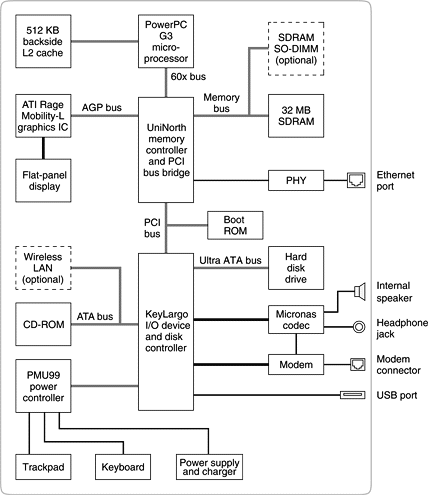 512 KB
backside
L2 cache
PowerPC
G3
micro-
processor
SDRAM
SO-DIMM
(optional)
60x bus
ATI Rage
Mobility-L
graphics IC
AGP bus
UniNorth
memory
controller
and PCI
bus bridge
Memory
bus
32 MB
SDRAM
Flat-panel
display
PHY
Ethernet
port
PCI
bus
Boot
ROM
Wireless
LAN
(optional)
Ultra ATA bus
Hard
disk
drive
CD-ROM
ATA bus
KeyLargo
I/O device
and disk
controller
Micronas
codec
Internal
speaker
Headphone
jack
Modem
Modem
connector
PMU99
power
controller
USB port
Trackpad
Keyboard
Power supply
and charger